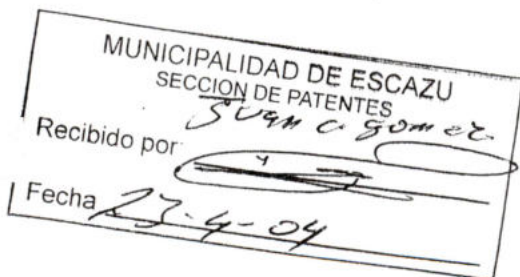 MUNICIPALIDAD DE ESCAZU
SECCION DE PATENTES
Juan C. Gomez
Recibido por
Fecha 23-4-04